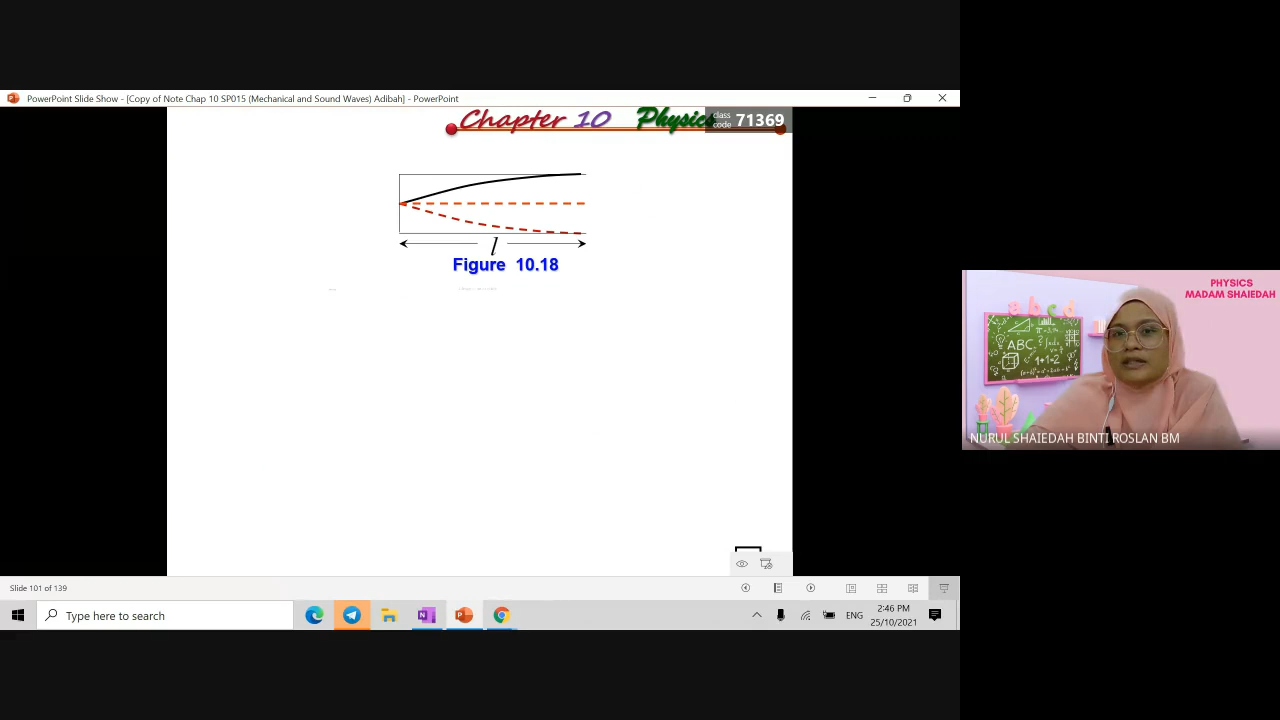 PowerPoint Slide Show - [Copy of Note Chap 10 SP015 (Mechanical and Sound Waves) Adibah] - PowerPoint
Chapter 10 Physics
class code 71369
l
Figure 10.18
PHYSICS
MADAM SHAIEDAH
a b c d
ABC
1+1=2
NURUL SHAIEDAH BINTI ROSLAN BM
Slide 101 of 139
Type here to search
ENG
2:46 PM
25/10/2021